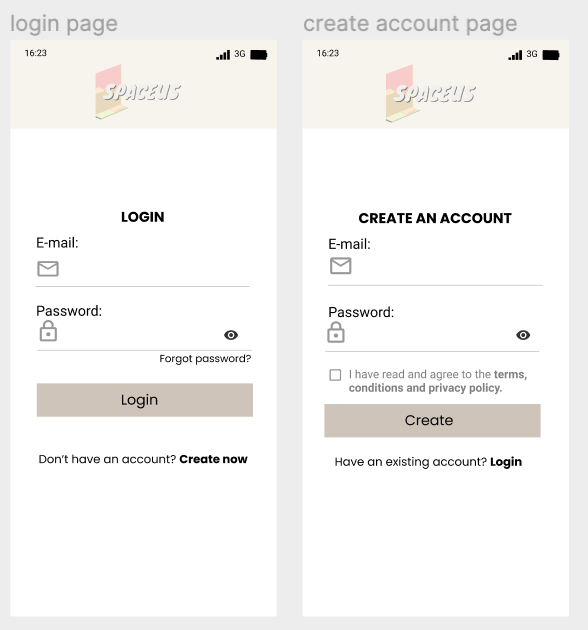 login page
16:23
3G
SPACEUS
LOGIN
E-mail:
Password:
Forgot password?
Login
Don't have an account? Create now
create account page
16:23
3G
SPACEUS
CREATE AN ACCOUNT
E-mail:
Password:
I have read and agree to the terms,
conditions and privacy policy.
Create
Have an existing account? Login